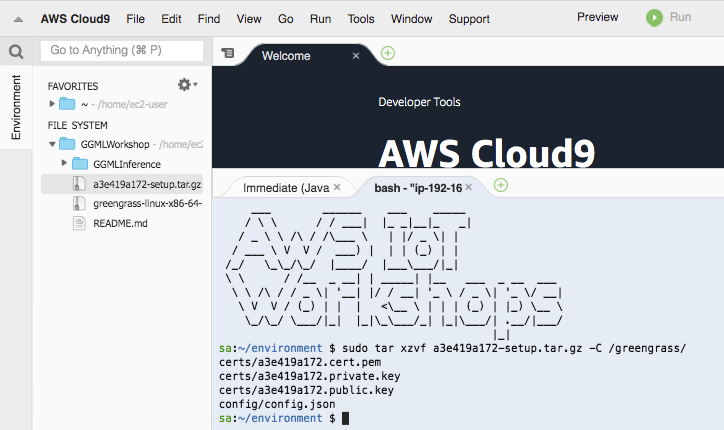 AWS Cloud9 File Edit Find View Go Run Tools Window Support Preview Run
Go to Anything (⌘ P)
Environment
FAVORITES
~ - /home/ec2-user
FILE SYSTEM
GGMLWorkshop - /home/ec2
GGMLInference
a3e419a172-setup.tar.gz
greengrass-linux-x86-64-
README.md
Welcome
Developer Tools
AWS Cloud9
Immediate (Java
bash - "ip-192-16
AWS IoT
Workshops
sa:~/environment $ sudo tar xzvf a3e419a172-setup.tar.gz -C /greengrass/
certs/a3e419a172.cert.pem
certs/a3e419a172.private.key
certs/a3e419a172.public.key
config/config.json
sa:~/environment $